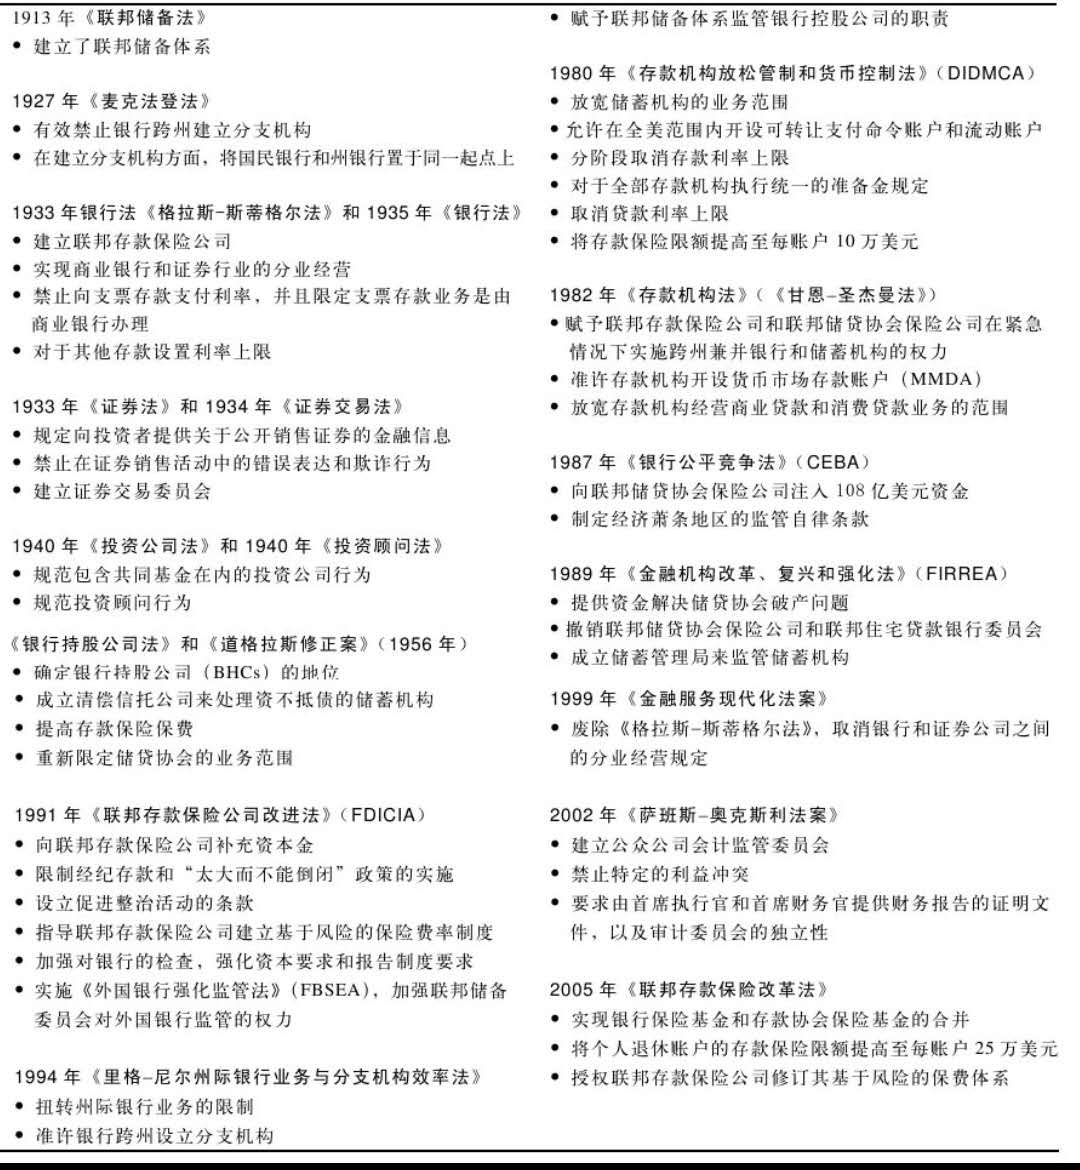 1913 年《联邦储备法》
• 建立了联邦储备体系
1927 年《麦克法登法》
• 有效禁止银行跨州建立分支机构
• 在建立分支机构方面，将国民银行和州银行置于同一起点上
1933 年银行法《格拉斯–斯蒂格尔法》和 1935 年《银行法》
• 建立联邦存款保险公司
• 实现商业银行和证券行业的分业经营
• 禁止向支票存款支付利率，并且限定支票存款业务是由
商业银行办理
• 对于其他存款设置利率上限
1933 年《证券法》和 1934 年《证券交易法》
• 规定向投资者提供关于公开销售证券的金融信息
• 禁止在证券销售活动中的错误表达和欺诈行为
• 建立证券交易委员会
1940 年《投资公司法》和 1940 年《投资顾问法》
• 规范包含共同基金在内的投资公司行为
• 规范投资顾问行为
《银行持股公司法》和《道格拉斯修正案》（1956 年）
• 确定银行持股公司（BHCs）的地位
• 赋予联邦储备体系监管银行控股公司的职责
1980 年《存款机构放松管制和货币控制法》（DIDMCA）
• 放宽储蓄机构的业务范围
• 允许在全美范围内开设可转让支付命令账户和流动账户
• 分阶段取消存款利率上限
• 对于全部存款机构执行统一的准备金规定
• 取消贷款利率上限
• 将存款保险限额提高至每账户 10 万美元
1982 年《存款机构法》（《甘恩–圣杰曼法》）
• 赋予联邦存款保险公司和联邦储贷协会保险公司在紧急
情况下实施跨州兼并银行和储蓄机构的权力
• 准许存款机构开设货币市场存款账户（MMDA）
• 放宽存款机构经营商业贷款和消费贷款业务的范围
1987 年《银行公平竞争法》（CEBA）
• 向联邦储贷协会保险公司注入 108 亿美元资金
• 制定经济萧条地区的监管自律条款
1989 年《金融机构改革、复兴和强化法》（FIRREA）
• 提供资金解决储贷协会破产问题
• 撤销联邦储贷协会保险公司和联邦住宅贷款银行委员会
• 成立储蓄管理局来监管储蓄机构
• 成立清偿信托公司来处理资不抵债的储蓄机构
• 提高存款保险保费
• 重新限定储贷协会的业务范围
1991 年《联邦存款保险公司改进法》（FDICIA）
• 向联邦存款保险公司补充资本金
• 限制经纪存款和“太大而不能倒闭”政策的实施
• 设立促进整治活动的条款
• 指导联邦存款保险公司建立基于风险的保险费率制度
• 加强对银行的检查，强化资本要求和报告制度要求
• 实施《外国银行强化监管法》（FBSEA），加强联邦储备
委员会对外国银行监管的权力
1994 年《里格–尼尔州际银行业务与分支机构效率法》
• 扭转州际银行业务的限制
• 准许银行跨州设立分支机构
1999 年《金融服务现代化法案》
• 废除《格拉斯–斯蒂格尔法》，取消银行和证券公司之间
的分业经营规定
2002 年《萨班斯–奥克斯利法案》
• 建立公众公司会计监管委员会
• 禁止特定的利益冲突
• 要求由首席执行官和首席财务官提供财务报告的证明文
件，以及审计委员会的独立性
2005 年《联邦存款保险改革法》
• 实现银行保险基金和存款协会保险基金的合并
• 将个人退休账户的存款保险限额提高至每账户 25 万美元
• 授权联邦存款保险公司修订其基于风险的保费体系